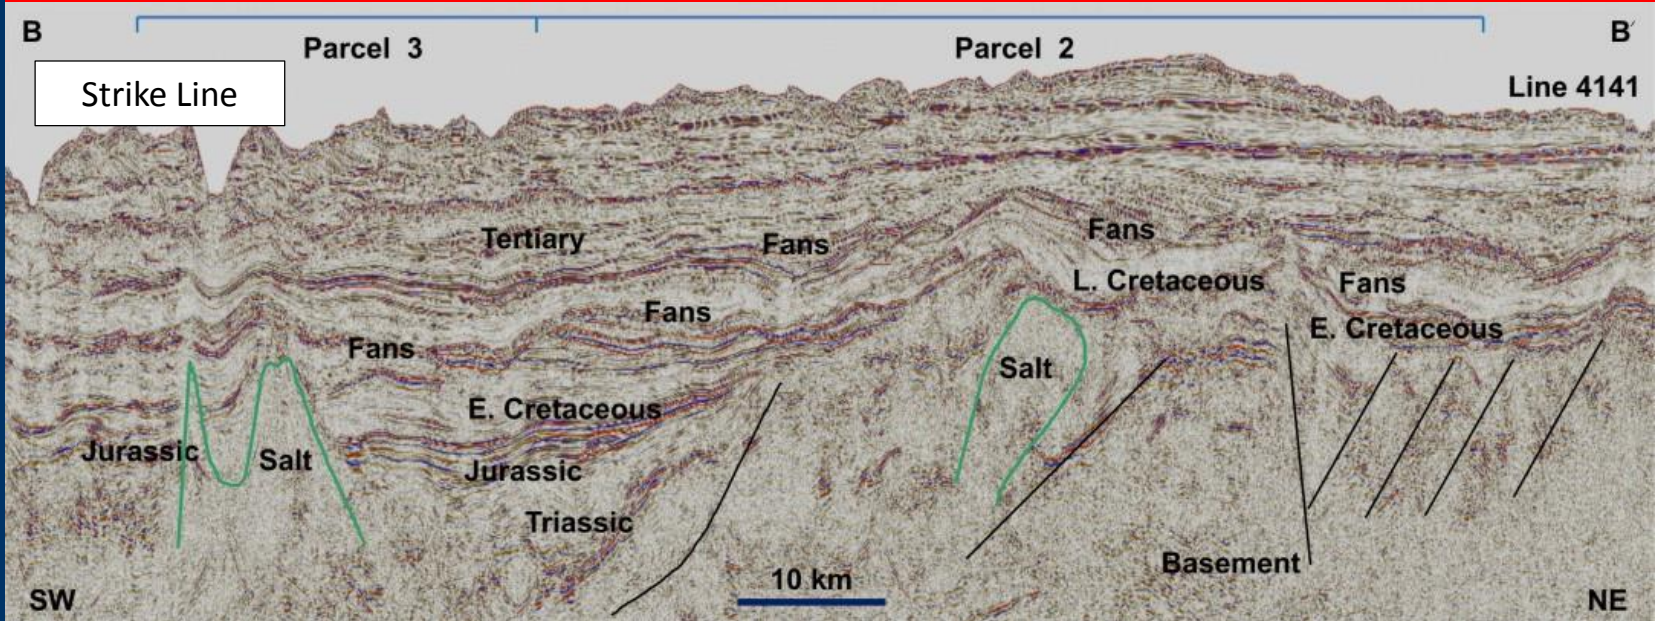 B
B′
Parcel 3
Parcel 2
Strike Line
Line 4141
Tertiary
Fans
Fans
L. Cretaceous
Fans
Fans
E. Cretaceous
Fans
Salt
E. Cretaceous
Jurassic
Salt
Jurassic
Triassic
Basement
10 km
SW
NE